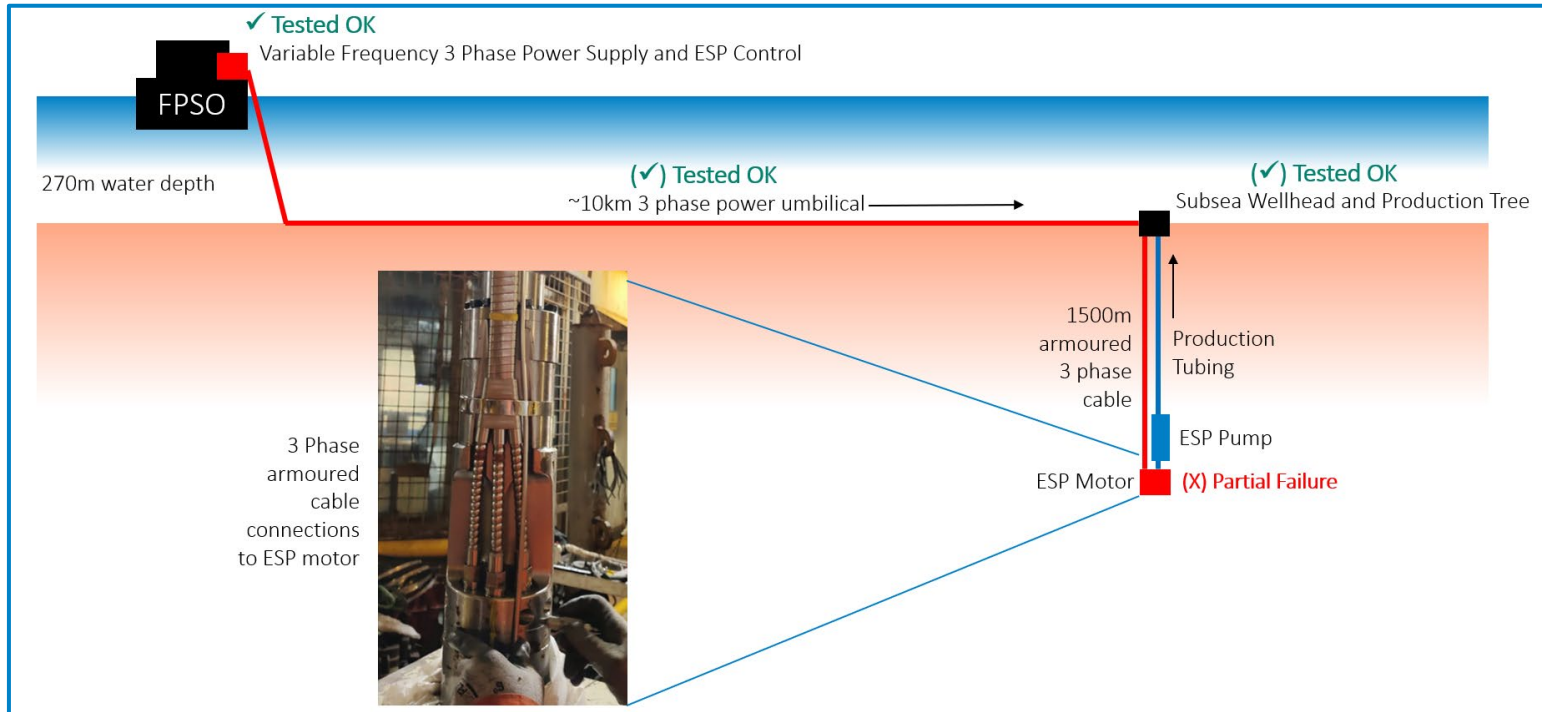 ✓ Tested OK
Variable Frequency 3 Phase Power Supply and ESP Control
FPSO
270m water depth
(✓) Tested OK
~10km 3 phase power umbilical
(✓) Tested OK
Subsea Wellhead and Production Tree
1500m
armoured
3 phase
cable
Production
Tubing
ESP Pump
ESP Motor
(X) Partial Failure
3 Phase
armoured
cable
connections
to ESP motor